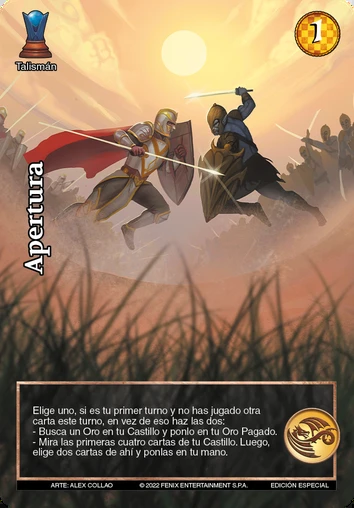 1
Talismán
Apertura
Elige uno, si es tu primer turno y no has jugado otra
carta este turno, en vez de eso haz las dos:
- Busca un Oro en tu Castillo y ponlo en tu Oro Pagado.
- Mira las primeras cuatro cartas de tu Castillo. Luego,
elige dos cartas de ahí y ponlas en tu mano.
ARTE: ALEX COLLAO © 2022 FENIX ENTERTAINMENT S.P.A. EDICIÓN ESPECIAL